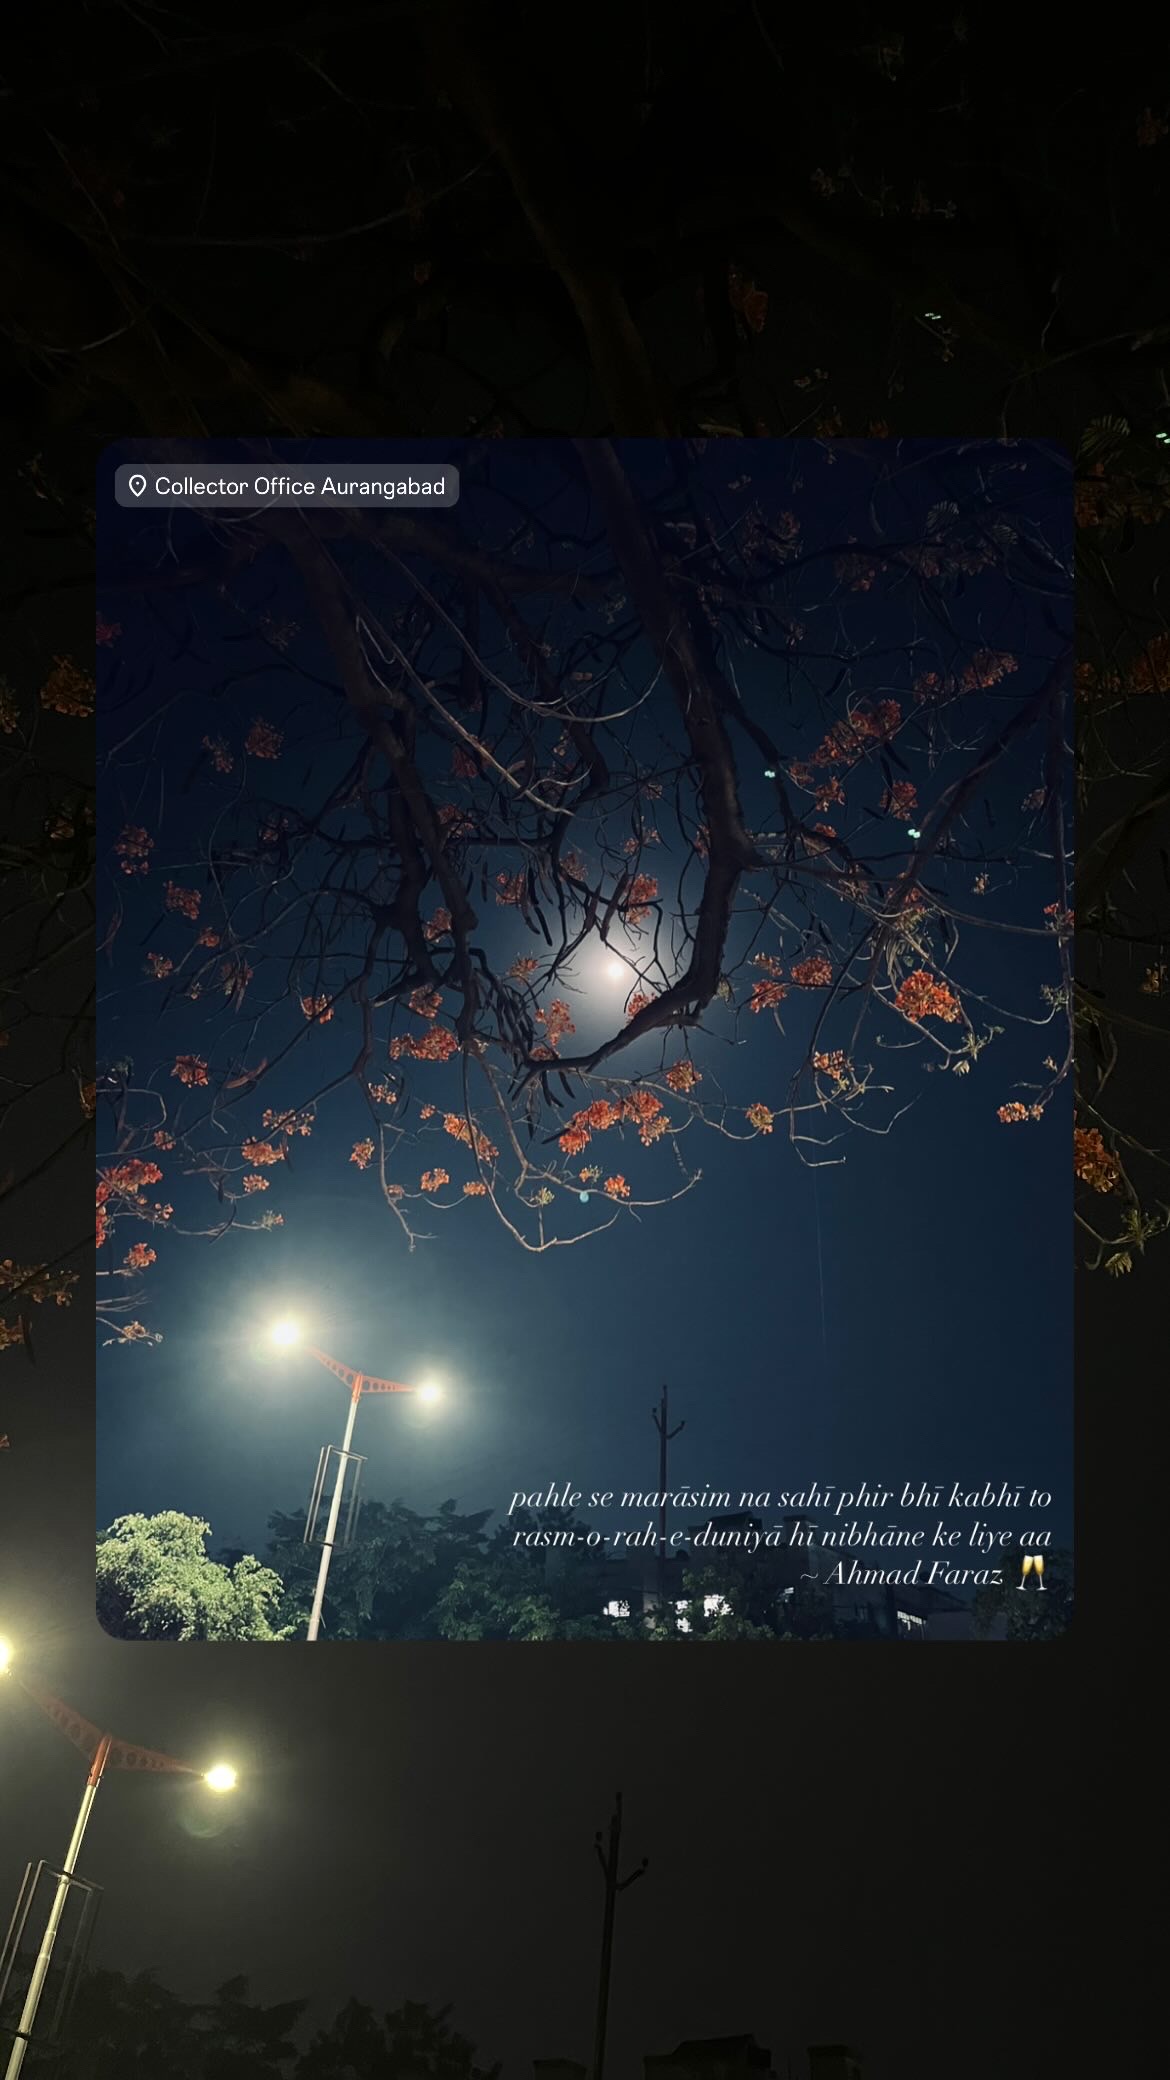 Collector Office Aurangabad
pahle se marāsim na sahī phir bhī kabhī to
rasm-o-rah-e-duniyā hī nibhāne ke liye aa
~ Ahmad Faraz 🥂